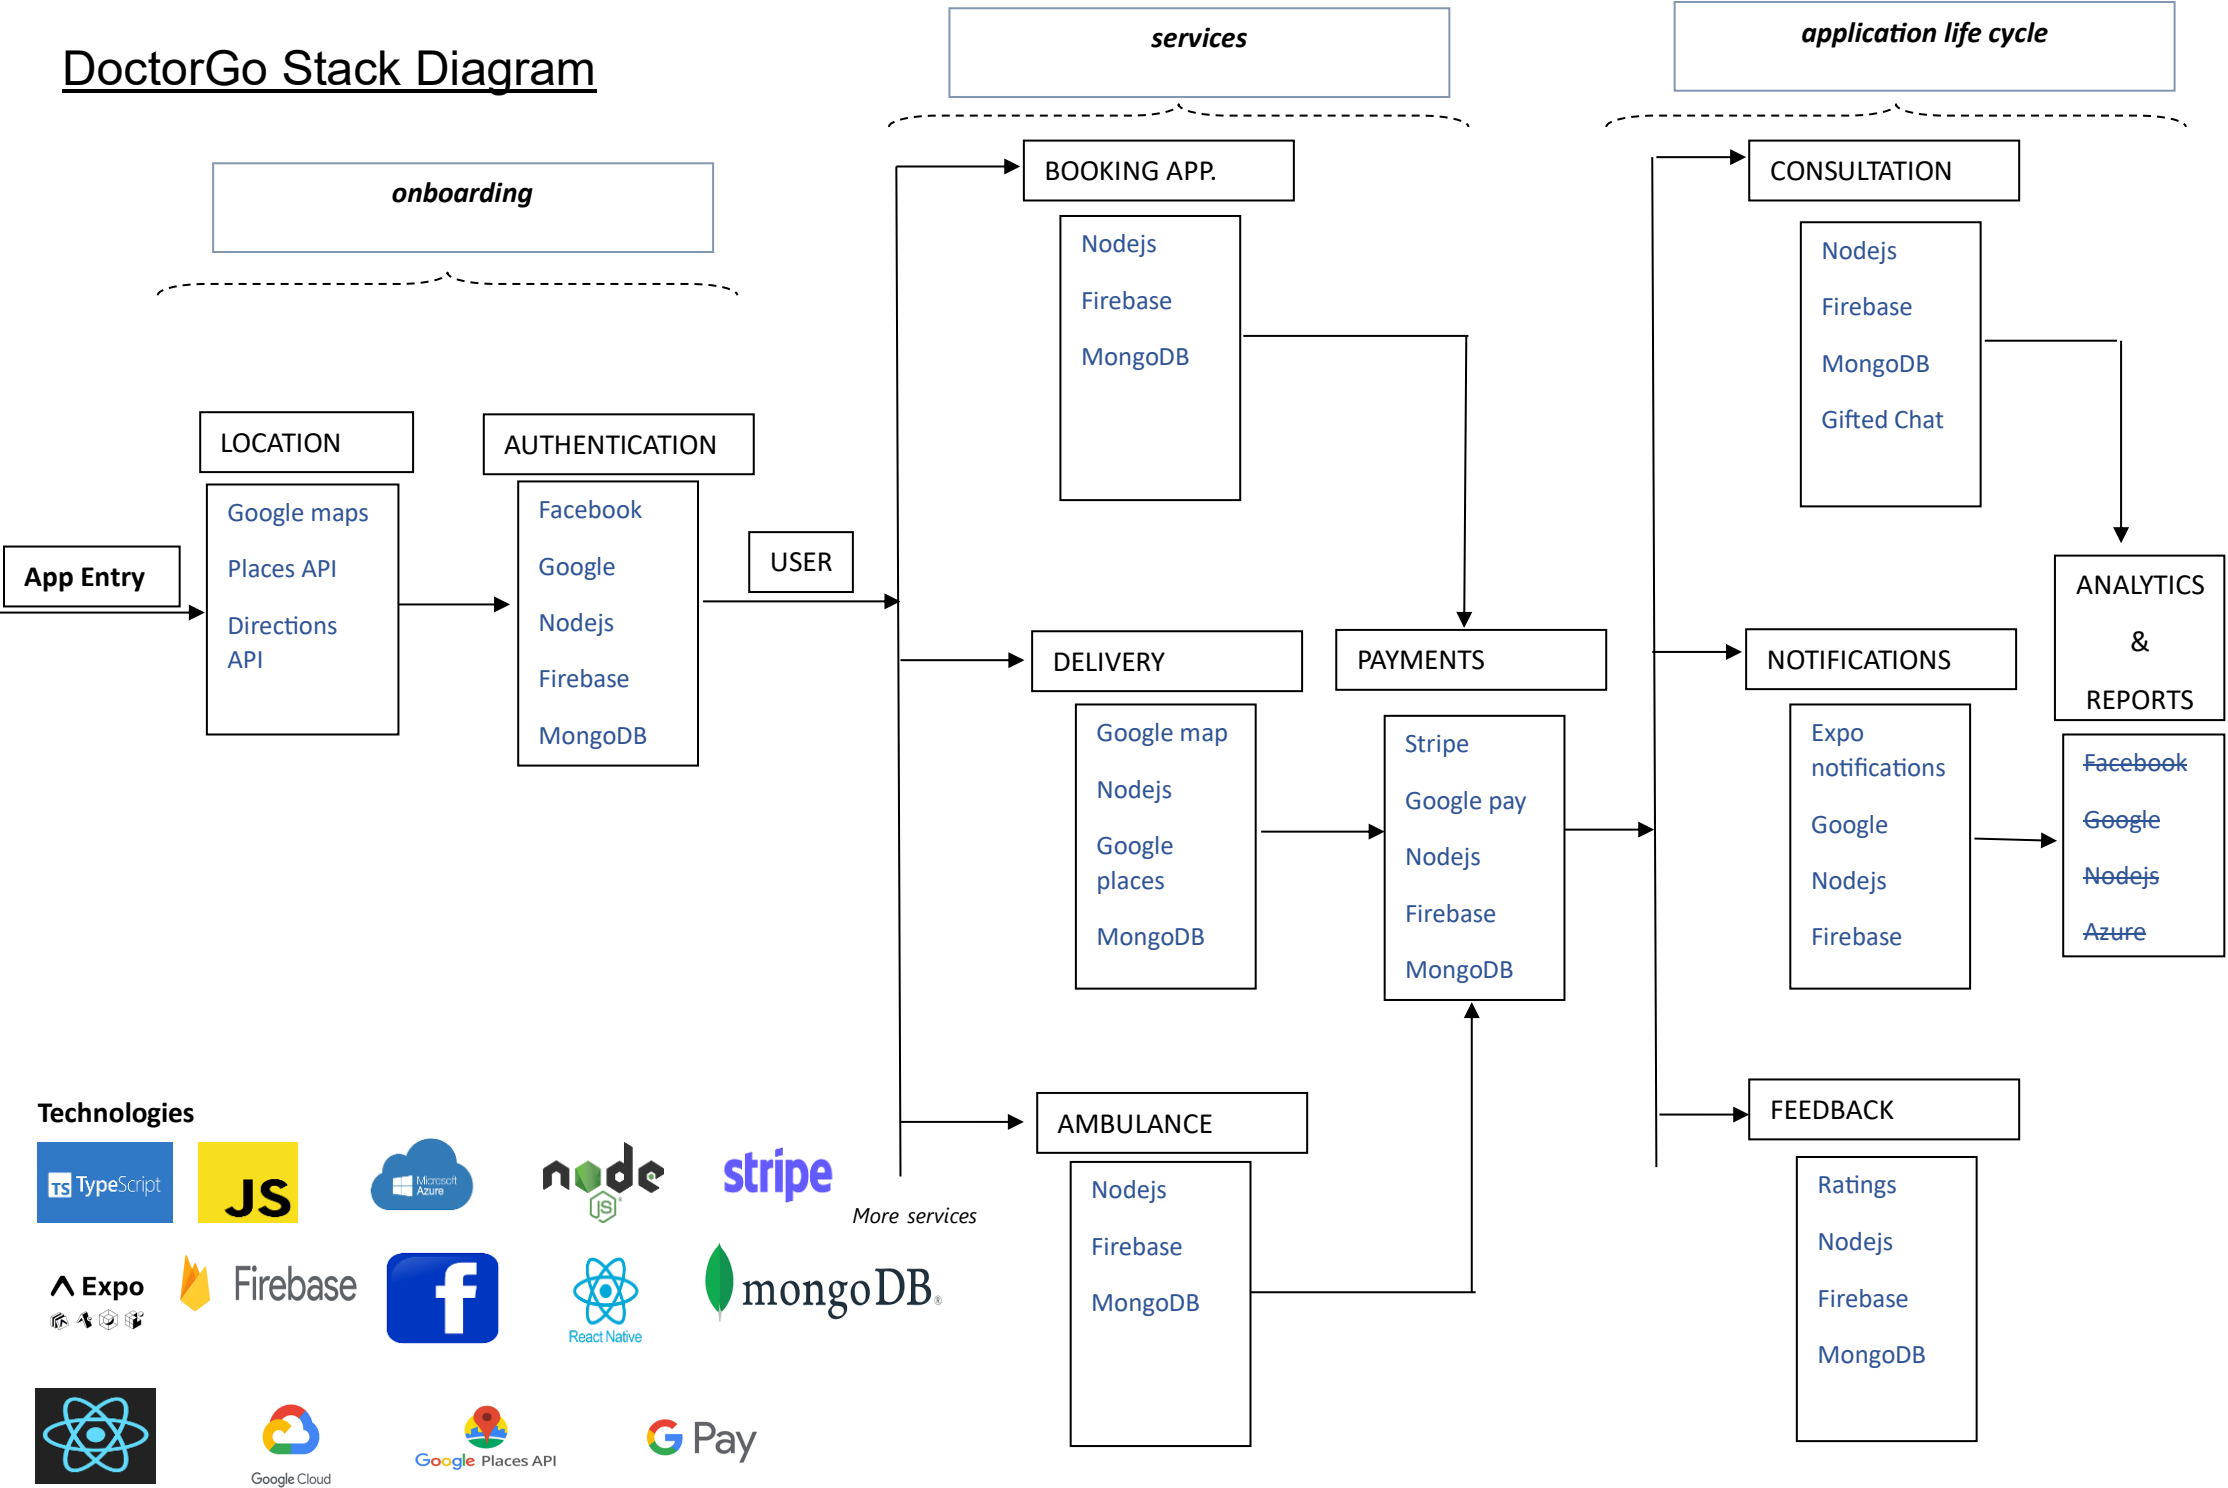 DoctorGo Stack Diagram
services
application life cycle
onboarding
BOOKING APP.
Nodejs
Firebase
MongoDB
CONSULTATION
Nodejs
Firebase
MongoDB
Gifted Chat
App Entry
LOCATION
Google maps
Places API
Directions
API
AUTHENTICATION
Facebook
Google
Nodejs
Firebase
MongoDB
USER
DELIVERY
Google map
Nodejs
Google
places
MongoDB
PAYMENTS
Stripe
Google pay
Nodejs
Firebase
MongoDB
NOTIFICATIONS
Expo
notifications
Google
Nodejs
Firebase
ANALYTICS
&
REPORTS
Facebook
Google
Nodejs
Azure
AMBULANCE
Nodejs
Firebase
MongoDB
FEEDBACK
Ratings
Nodejs
Firebase
MongoDB
More services
Technologies
TS TypeScript
JS
Microsoft
Azure
node
JS
stripe
Expo
Firebase
f
React Native
mongoDB®
Google Cloud
Google Places API
G Pay